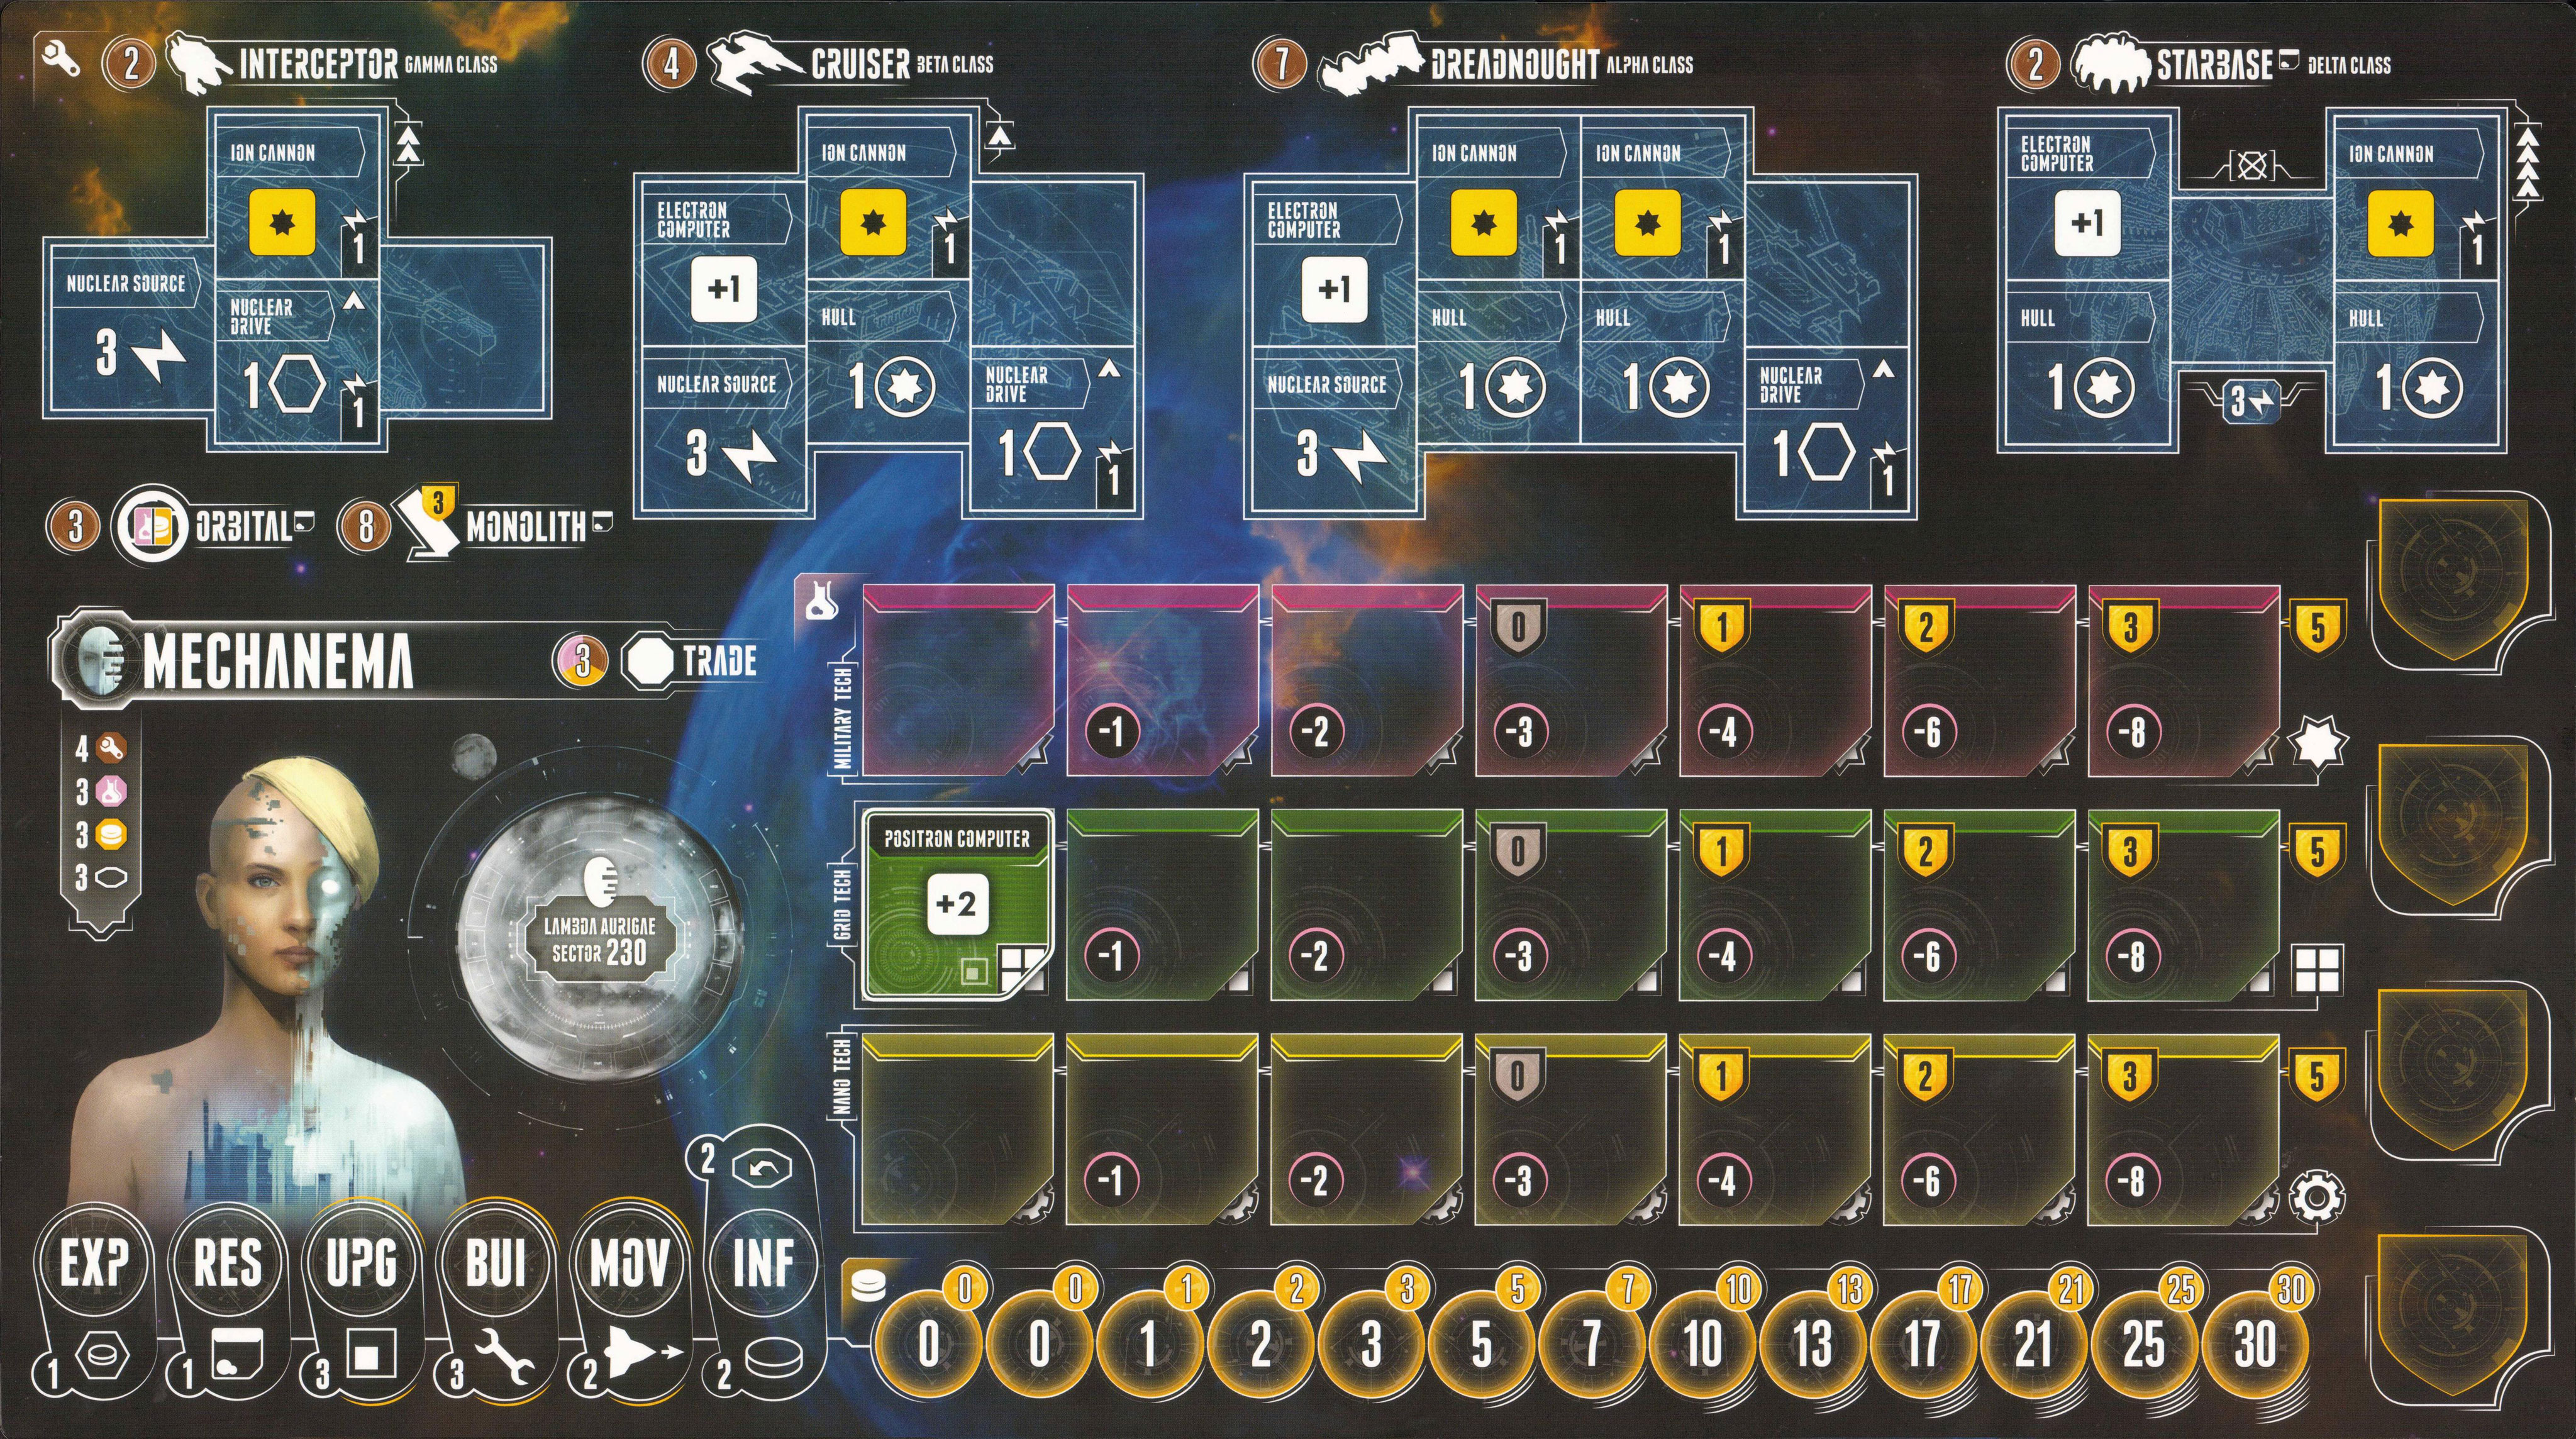 2 INTERCEPTOR GAMMA CLASS
4 CRUISER BETA CLASS
7 DREADNOUGHT ALPHA CLASS
2 STARBASE DELTA CLASS
ION CANNON
1
NUCLEAR SOURCE
3
NUCLEAR
DRIVE
1
1
ION CANNON
1
ELECTRON
COMPUTER
+1
HULL
1
NUCLEAR SOURCE
3
NUCLEAR
DRIVE
1
1
ION CANNON
1
ION CANNON
1
ELECTRON
COMPUTER
+1
HULL
1
HULL
1
NUCLEAR SOURCE
3
NUCLEAR
DRIVE
1
1
ELECTRON
COMPUTER
+1
ION CANNON
1
HULL
1
3
HULL
1
3 ORBITAL
8 3 MONOLITH
MECHANEMA
3 TRADE
4
3
3
3
LAMBDA AURIGAE
SECTOR 230
MILITARY TECH
0 1 2 3 5
-1 -2 -3 -4 -6 -8
GRID TECH
POSITRON COMPUTER
+2
0 1 2 3 5
-1 -2 -3 -4 -6 -8
NANO TECH
0 1 2 3 5
-1 -2 -3 -4 -6 -8
2
EXP RES UPG BUI MOV INF
1 1 3 3 2 2
0 0 1 2 3 5 7 10 13 17 21 25 30
0 0 1 2 3 5 7 10 13 17 21 25 30